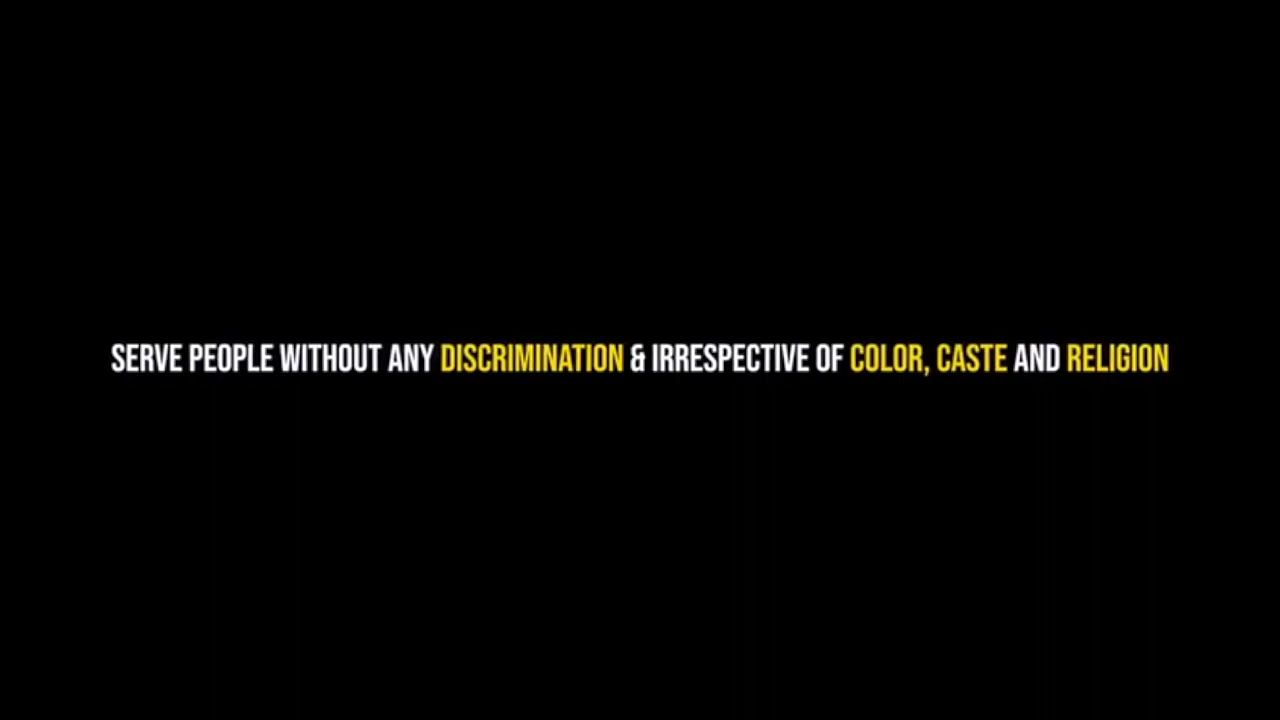 SERVE PEOPLE WITHOUT ANY DISCRIMINATION & IRRESPECTIVE OF COLOR, CASTE AND RELIGION